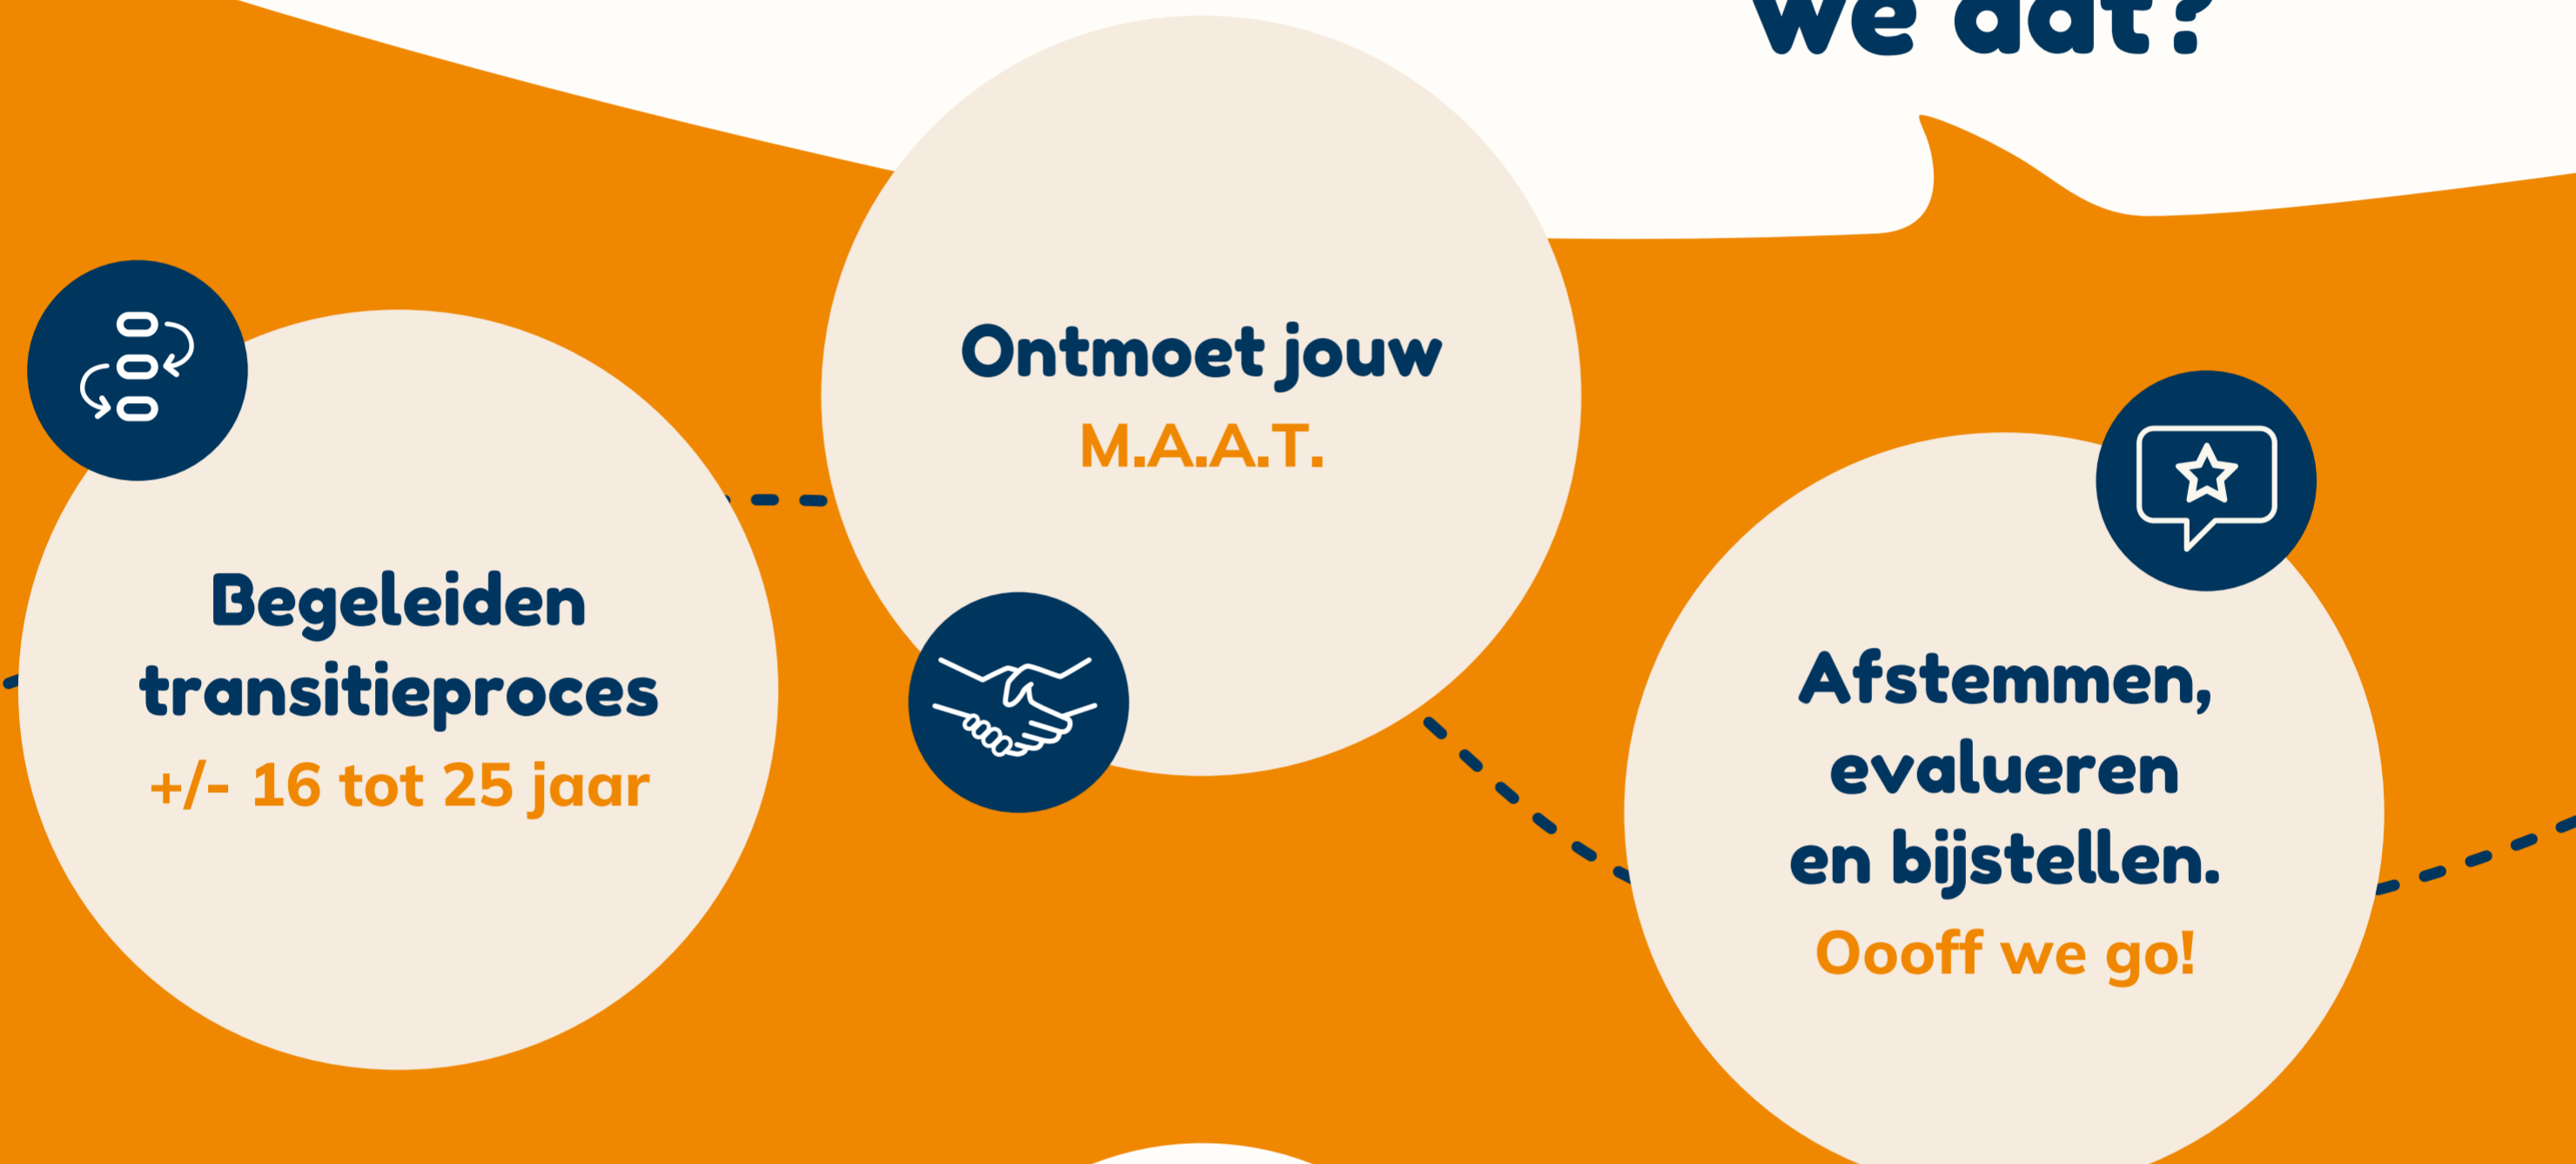 we dat?
Ontmoet jouw
M.A.A.T.
Begeleiden
transitieproces
+/- 16 tot 25 jaar
Afstemmen,
evalueren
en bijstellen.
Oooff we go!